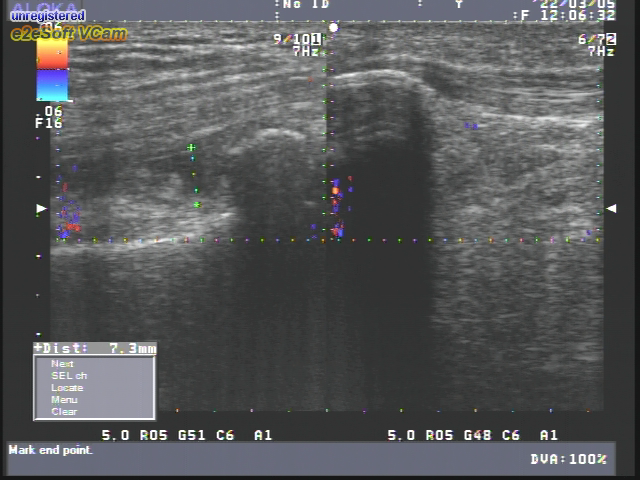 ALOKA :No ID : Y 22/03/05
unregistered : :F 12:06:32
e2eSoft VCam
.06 9/101 6/72
7Hz 7Hz
.06
F16
+Dist: 7.3mm
Next
SEL ch
Locate
Menu
Clear
5.0 R05 G51 C6 A1 5.0 R05 G48 C6 A1
Mark end point.
DVA:100%